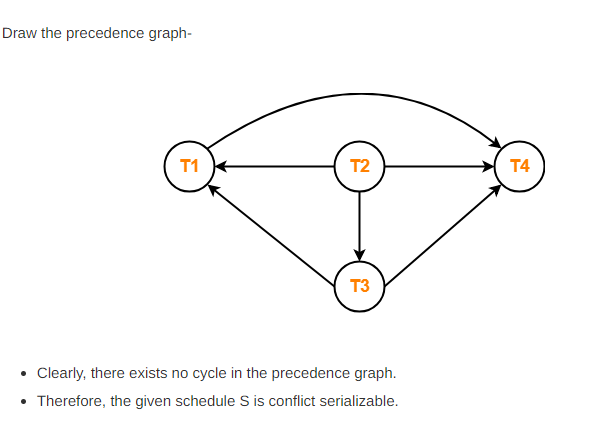 Draw the precedence graph-
T1 T2 T4
T3
Clearly, there exists no cycle in the precedence graph.
Therefore, the given schedule S is conflict serializable.